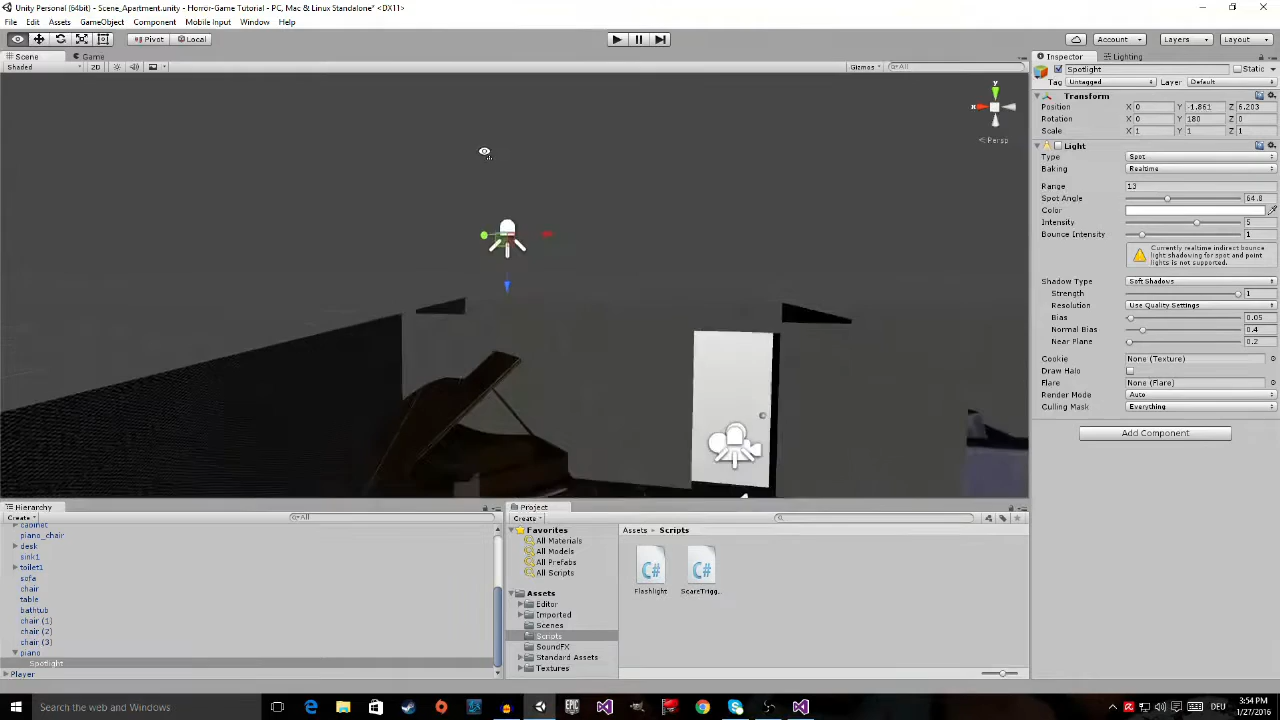 Unity Personal (64bit) - Scene_Apartment.unity - Horror-Game Tutorial - PC, Mac & Linux Standalone* <DX11>
File Edit Assets GameObject Component Mobile Input Window Help
Pivot Local Account Layers Layout
Scene Game Inspector Lighting
Shaded 2D Gizmos All
Spotlight Static
Tag Untagged Layer Default
Transform
Position X 0 Y -1.861 Z 6.203
Rotation X 0 Y 180 Z 0
Scale X 1 Y 1 Z 1
y
x
Persp
Light
Type Spot
Baking Realtime
Range 13
Spot Angle 64.8
Color
Intensity 5
Bounce Intensity 1
Currently realtime indirect bounce
light shadowing for spot and point
lights is not supported.
Shadow Type Soft Shadows
Strength 1
Resolution Use Quality Settings
Bias 0.05
Normal Bias 0.4
Near Plane 0.2
Cookie None (Texture)
Draw Halo
Flare None (Flare)
Render Mode Auto
Culling Mask Everything
Add Component
Hierarchy
Create All
cabinet
piano_chair
desk
sink1
toilet1
sofa
chair
table
bathtub
chair (1)
chair (2)
chair (3)
piano
Spotlight
Player
Project
Create
Favorites
All Materials
All Models
All Prefabs
All Scripts
Assets
Editor
Imported
Scenes
Scripts
SoundFX
Standard Assets
Textures
Assets Scripts
C# C#
Flashlight ScareTrigg..
Search the web and Windows
EPIC
DEU
3:54 PM
1/27/2016